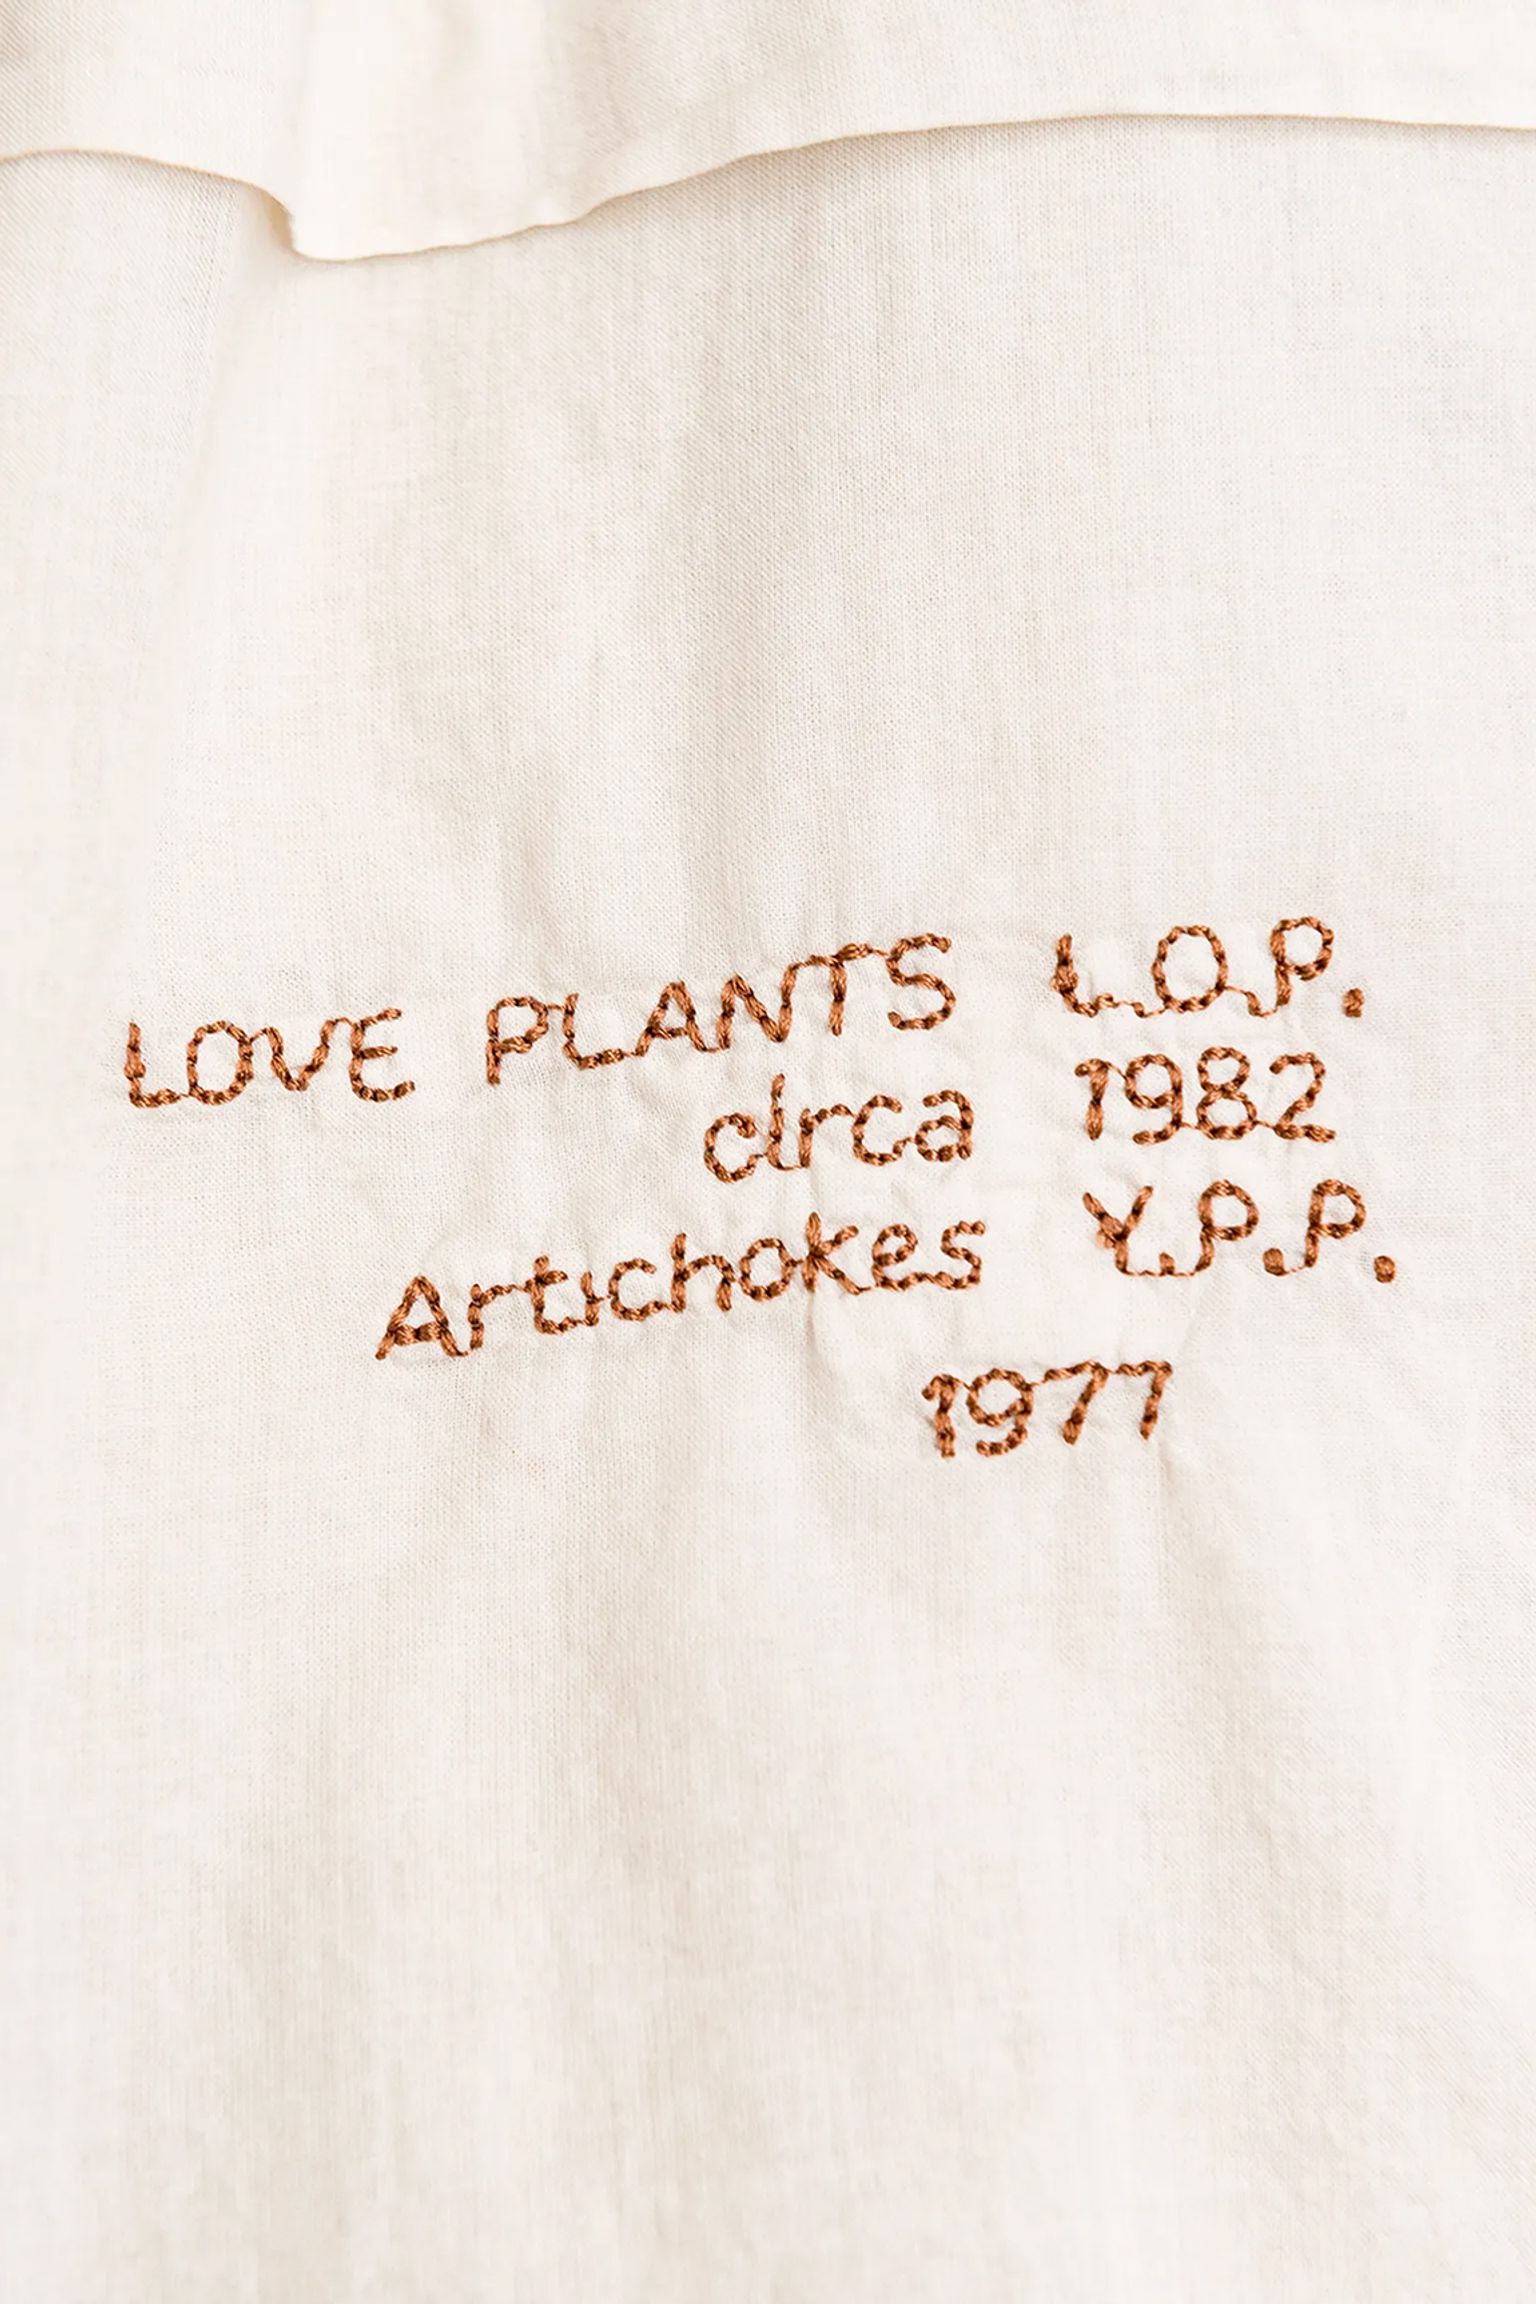 LOVE PLANTS L.O.P.
circa 1982
Artichokes Y.P.P.
1977